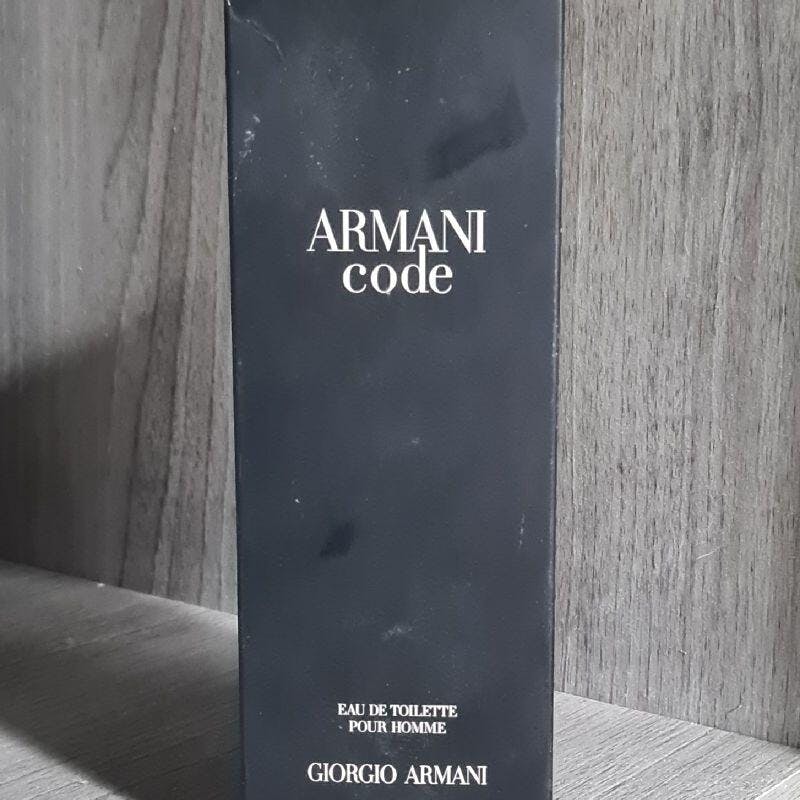 ARMANI
code
EAU DE TOILETTE
POUR HOMME
GIORGIO ARMANI